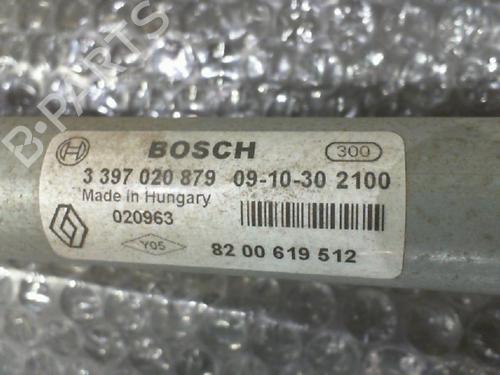 BOSCH 300
3 397 020 879 09-10-30 2100
Made in Hungary
020963
Y05 82 00 619 512
B-PARTS